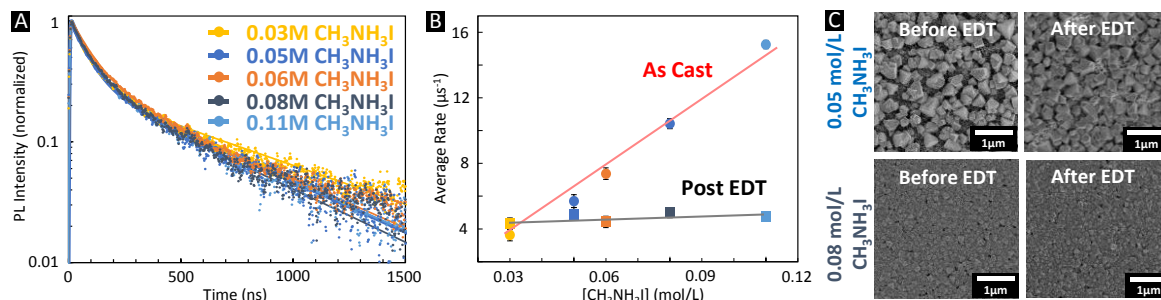 A
PL Intensity (normalized)
1
0.1
0.01
0.03M CH₃NH₃I
0.05M CH₃NH₃I
0.06M CH₃NH₃I
0.08M CH₃NH₃I
0.11M CH₃NH₃I
0
500
1000
1500
Time (ns)
B
Average Rate (µs⁻¹)
16
12
8
4
As Cast
Post EDT
0.03
0.06
0.09
0.12
[CH₃NH₃I] (mol/L)
C
0.05 mol/L
CH₃NH₃I
Before EDT
1µm
After EDT
1µm
0.08 mol/L
CH₃NH₃I
Before EDT
1µm
After EDT
1µm